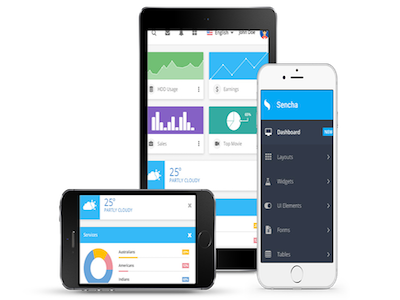 English
John Doe
HDD Usage
Earnings
Sales
Top Movie
25°
PARTLY CLOUDY
Sencha
Dashboard
NEW
Layouts
Widgets
UI Elements
Forms
Tables
25°
PARTLY CLOUDY
X
Services
X
Australians
Americans
Indians